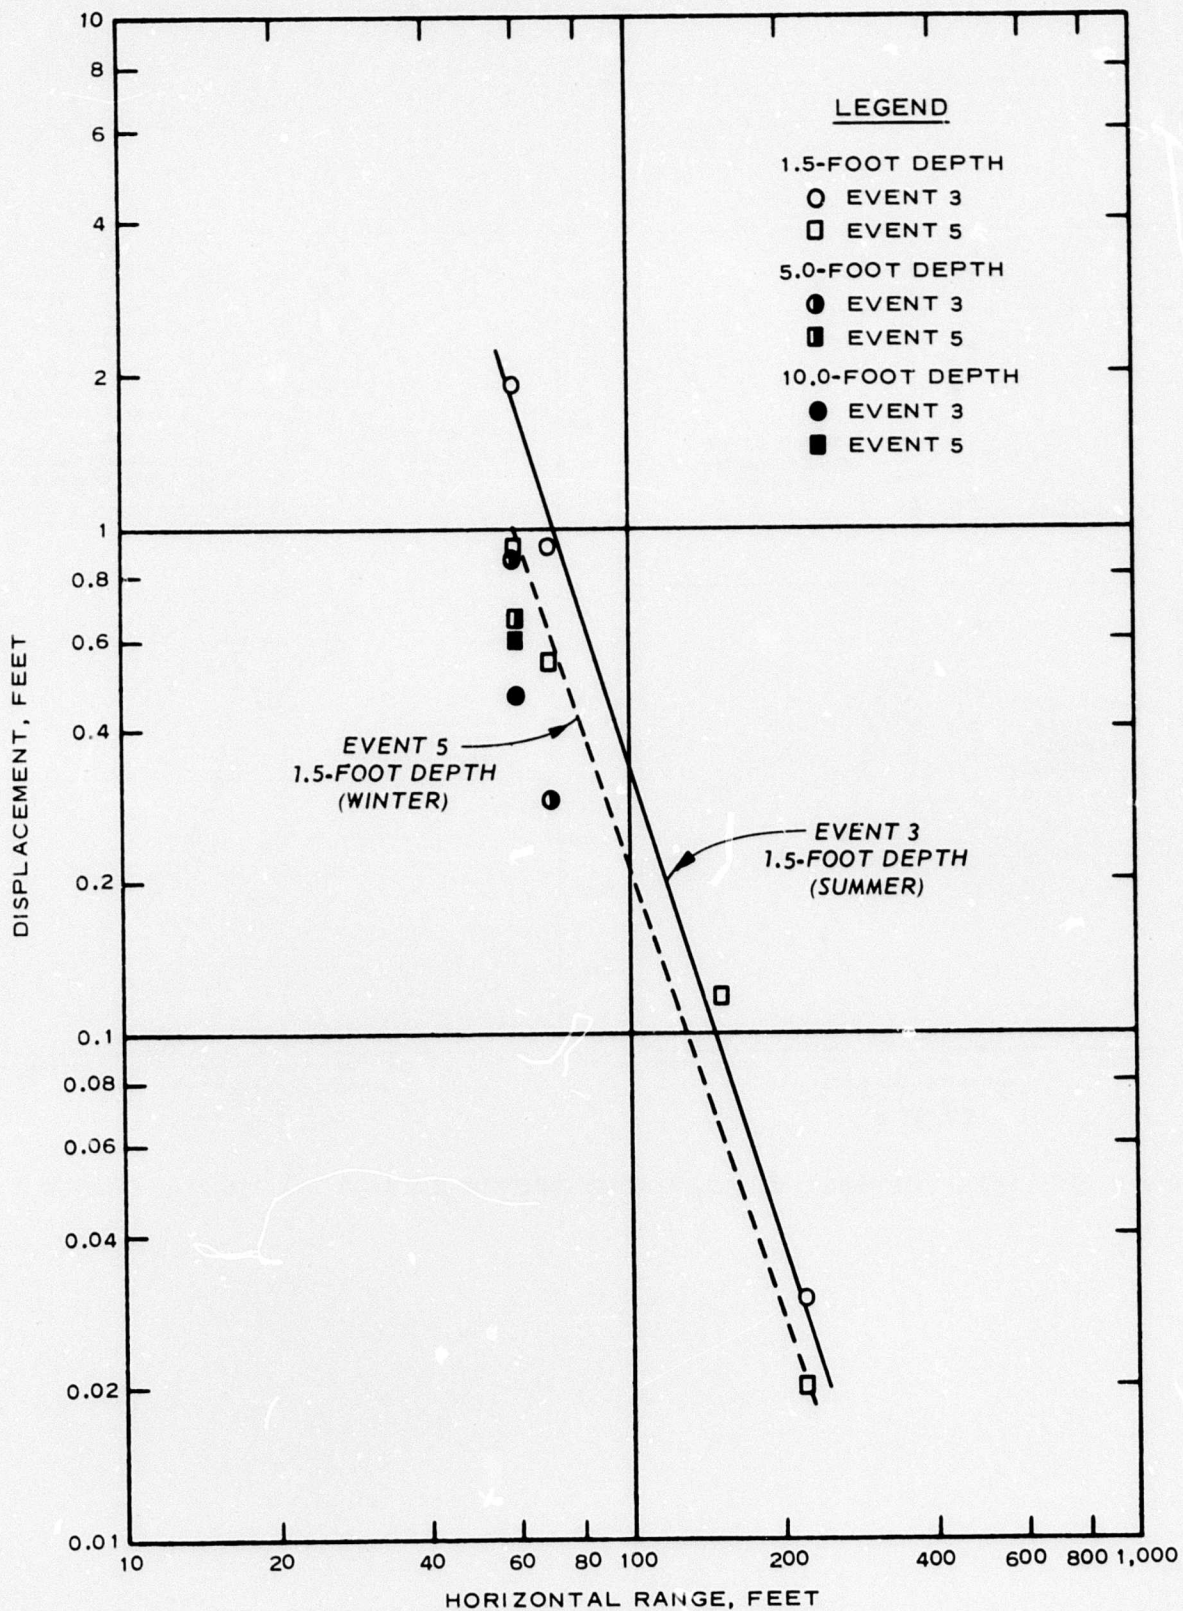 10
8
6
4
2
1
0.8
0.6
0.4
0.2
0.1
0.08
0.06
0.04
0.02
0.01
DISPLACEMENT, FEET
LEGEND
1.5-FOOT DEPTH
EVENT 3
EVENT 5
5.0-FOOT DEPTH
EVENT 3
EVENT 5
10.0-FOOT DEPTH
EVENT 3
EVENT 5
EVENT 5
1.5-FOOT DEPTH
(WINTER)
EVENT 3
1.5-FOOT DEPTH
(SUMMER)
10 20 40 60 80 100 200 400 600 800 1,000
HORIZONTAL RANGE, FEET